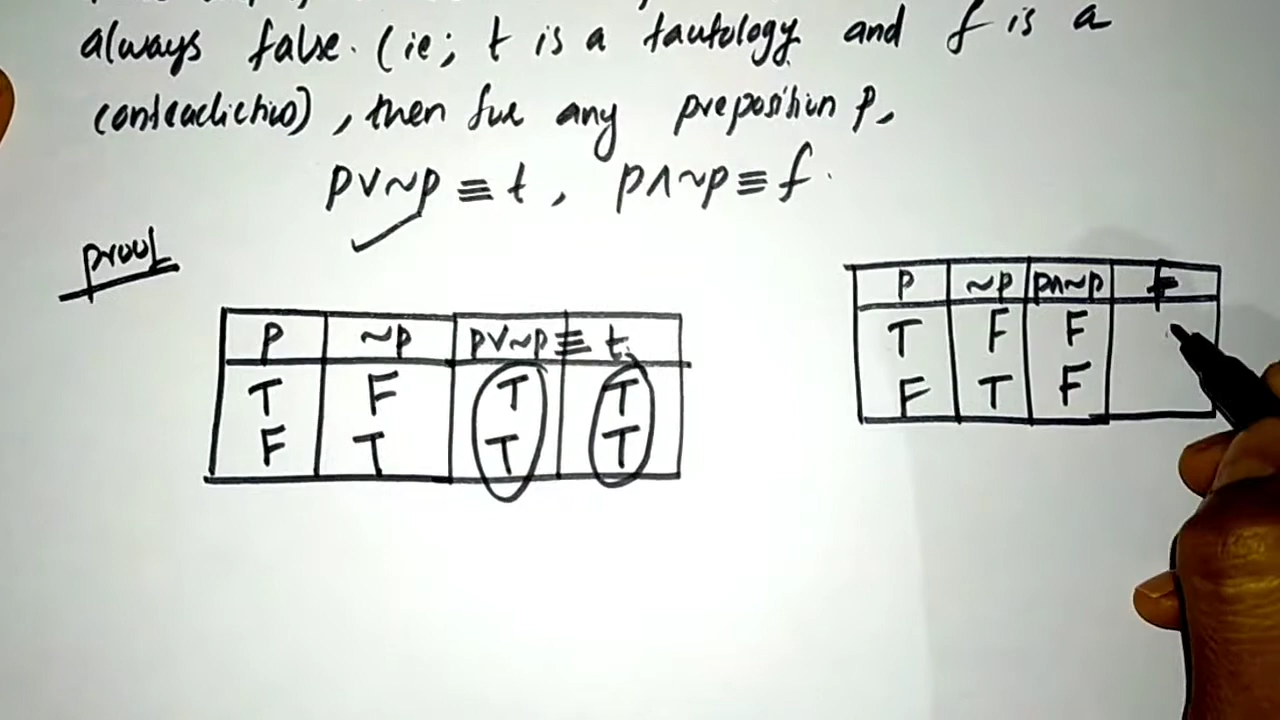 always false. (ie; t is a tautology and f is a
contradiction), then for any preposition p,
p∨~p ≡ t, p∧~p ≡ f.
proof
p ~p p∨~p ≡ t
T F T T
F T T T
p ~p p∧~p f
T F F
F T F